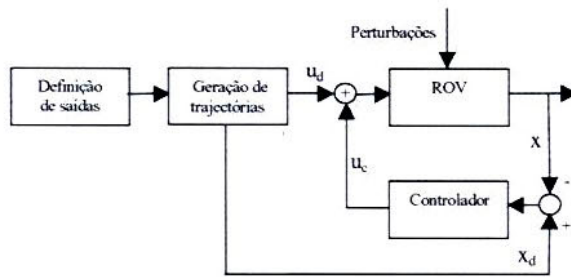 Perturbações
Definição
de saídas
Geração de
trajectórias
u_d
+
ROV
x
-
u_c
Controlador
+
x_d